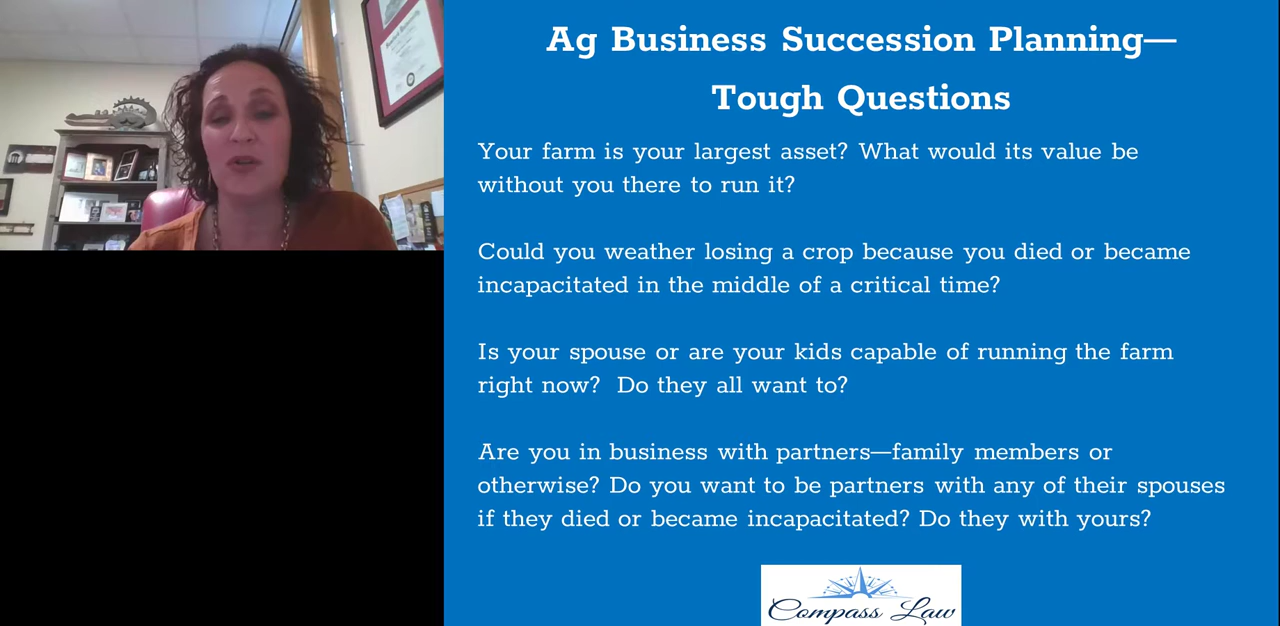 Ag Business Succession Planning—
Tough Questions
Your farm is your largest asset? What would its value be
without you there to run it?
Could you weather losing a crop because you died or became
incapacitated in the middle of a critical time?
Is your spouse or are your kids capable of running the farm
right now?  Do they all want to?
Are you in business with partners—family members or
otherwise? Do you want to be partners with any of their spouses
if they died or became incapacitated? Do they with yours?
Compass Law